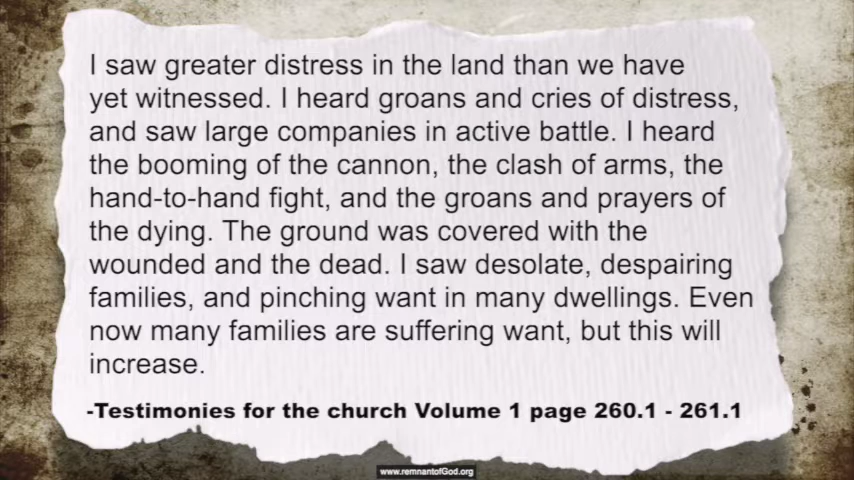 I saw greater distress in the land than we have
yet witnessed. I heard groans and cries of distress,
and saw large companies in active battle. I heard
the booming of the cannon, the clash of arms, the
hand-to-hand fight, and the groans and prayers of
the dying. The ground was covered with the
wounded and the dead. I saw desolate, despairing
families, and pinching want in many dwellings. Even
now many families are suffering want, but this will
increase.
-Testimonies for the church Volume 1 page 260.1 - 261.1
www.remnantofGod.org